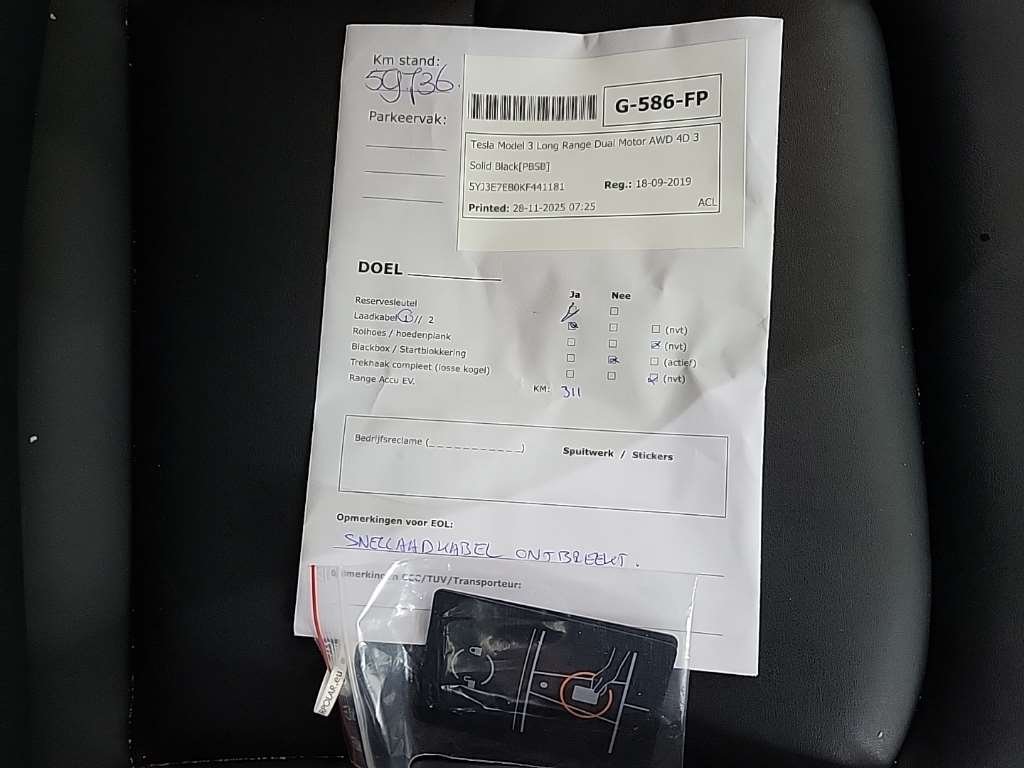 Km stand:
59736
Parkeervak:
G-586-FP
Tesla Model 3 Long Range Dual Motor AWD 4D 3
Solid Black[PBSB]
5YJ3E7EB0KF441181 Reg.: 18-09-2019
Printed: 28-11-2025 07:25 ACL
DOEL
Ja Nee
Reservesleutel
Laadkabel 1 // 2 (nvt)
Rolhoes / hoedenplank (nvt)
Blackbox / Startblokkering (actief)
Trekhaak compleet (losse kogel) (nvt)
Range Accu EV. KM: 311
Bedrijfsreclame (____________) Spuitwerk / Stickers
Opmerkingen voor EOL:
SNELLAADKABEL ONTBREEKT.
Opmerkingen CCC/TUV/Transporteur: